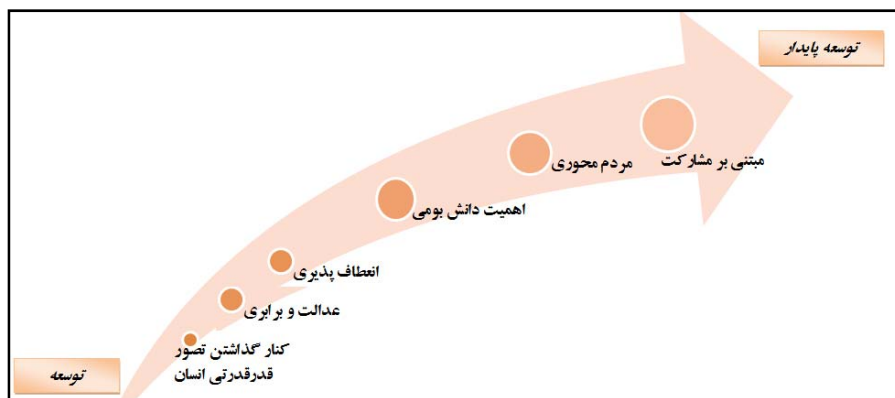 توسعه پایدار
مبتنی بر مشارکت
مردم محوری
اهمیت دانش بومی
انعطاف پذیری
عدالت و برابری
کنار گذاشتن تصور
قدرقدرتی انسان
توسعه